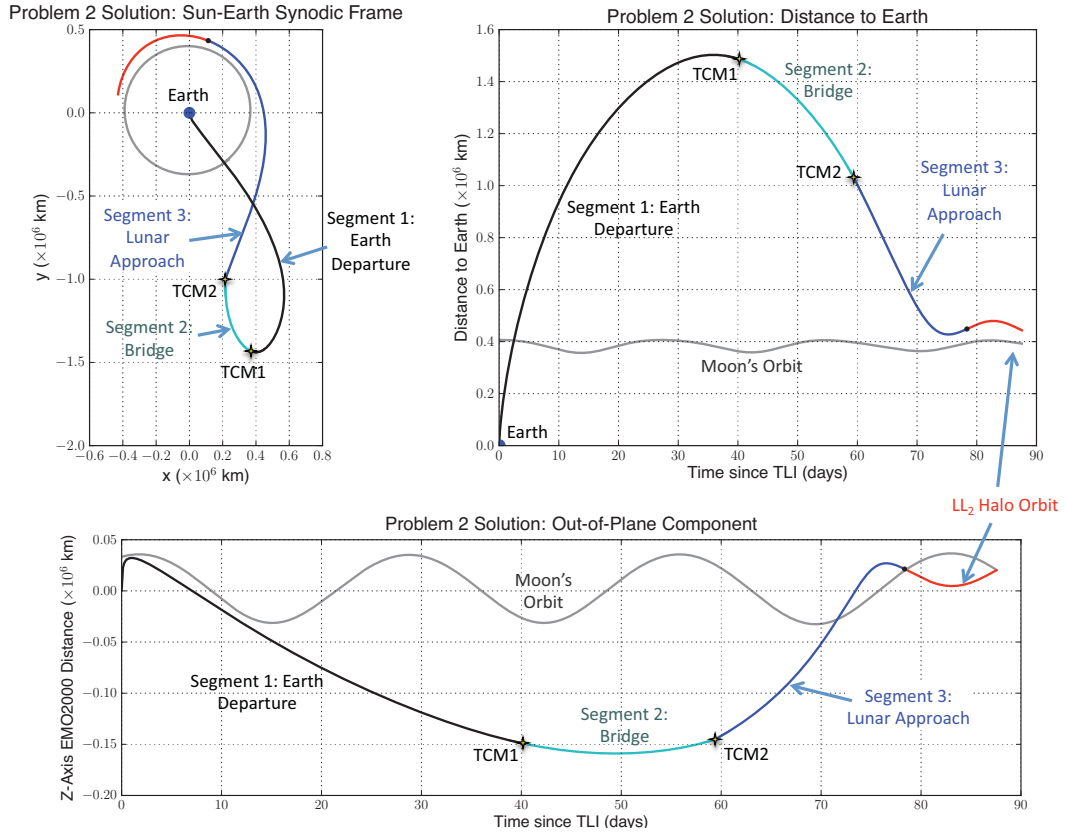 Problem 2 Solution: Sun-Earth Synodic Frame
0.5
0.0
−0.5
−1.0
−1.5
−2.0
y (×10⁶ km)
Earth
Segment 3:
Lunar
Approach
Segment 1:
Earth
Departure
TCM2
Segment 2:
Bridge
TCM1
−0.6
−0.4
−0.2
0.0
0.2
0.4
0.6
0.8
x (×10⁶ km)
Problem 2 Solution: Distance to Earth
1.6
1.4
1.2
1.0
0.8
0.6
0.4
0.2
0.0
Distance to Earth (×10⁶ km)
TCM1
Segment 2:
Bridge
TCM2
Segment 3:
Lunar
Approach
Segment 1: Earth
Departure
Moon's Orbit
Earth
0
10
20
30
40
50
60
70
80
90
Time since TLI (days)
LL₂ Halo Orbit
Problem 2 Solution: Out-of-Plane Component
0.05
0.00
−0.05
−0.10
−0.15
−0.20
Z-Axis EMO2000 Distance (×10⁶ km)
Moon's
Orbit
Segment 1: Earth
Departure
Segment 2:
Bridge
Segment 3:
Lunar Approach
TCM1
TCM2
0
10
20
30
40
50
60
70
80
90
Time since TLI (days)